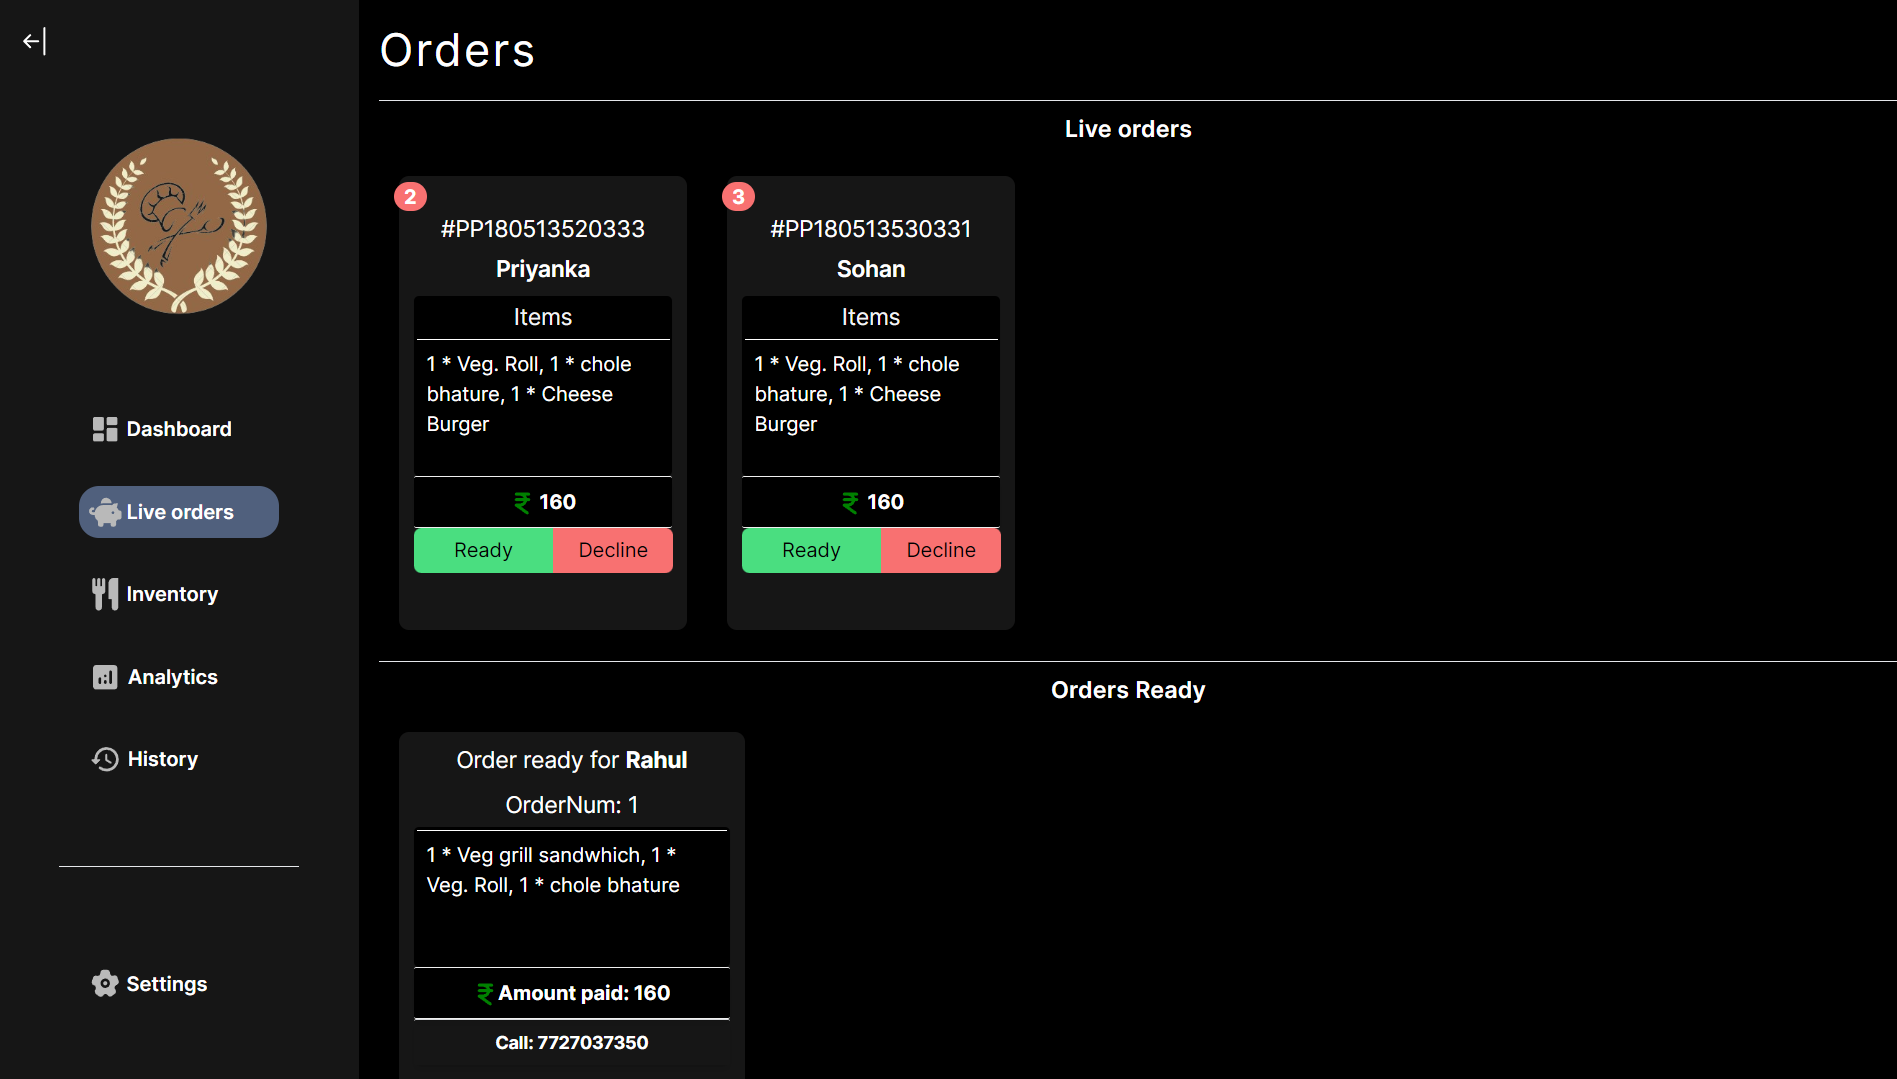 Orders
Dashboard
Live orders
Inventory
Analytics
History
Settings
Live orders
2
#PP180513520333
Priyanka
Items
1 * Veg. Roll, 1 * chole
bhature, 1 * Cheese
Burger
₹ 160
Ready Decline
3
#PP180513530331
Sohan
Items
1 * Veg. Roll, 1 * chole
bhature, 1 * Cheese
Burger
₹ 160
Ready Decline
Orders Ready
Order ready for Rahul
OrderNum: 1
1 * Veg grill sandwhich, 1 *
Veg. Roll, 1 * chole bhature
₹ Amount paid: 160
Call: 7727037350